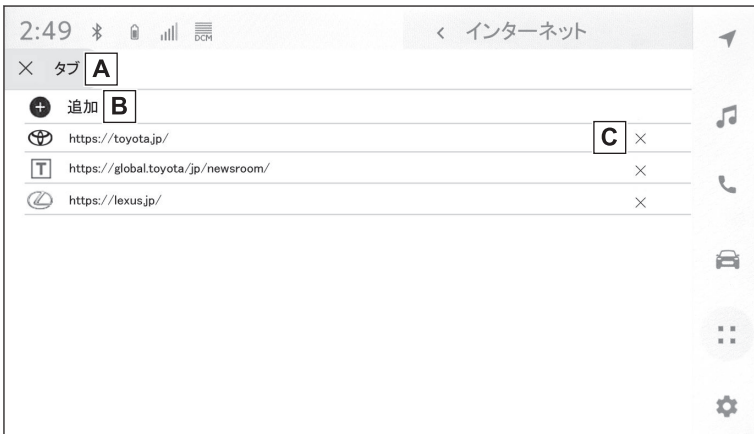 2:49 DCM < インターネット
× タブ A
追加 B
https://toyota.jp/ C ×
T https://global.toyota/jp/newsroom/ ×
https://lexus.jp/ ×